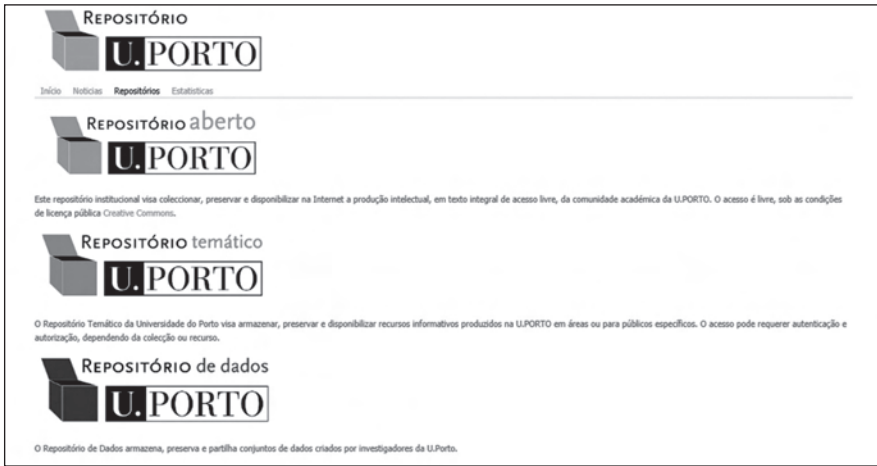 REPOSITÓRIO
U.PORTO
Início Noticias Repositórios Estatisticas
REPOSITÓRIO aberto
U.PORTO
Este repositório institucional visa coleccionar, preservar e disponibilizar na Internet a produção intelectual, em texto integral de acesso livre, da comunidade académica da U.PORTO. O acesso é livre, sob as condições
de licença pública Creative Commons.
REPOSITÓRIO temático
U.PORTO
O Repositório Temático da Universidade do Porto visa armazenar, preservar e disponibilizar recursos informativos produzidos na U.PORTO em áreas ou para públicos específicos. O acesso pode requerer autenticação e
autorização, dependendo da colecção ou recurso.
REPOSITÓRIO de dados
U.PORTO
O Repositório de Dados armazena, preserva e partilha conjuntos de dados criados por investigadores da U.Porto.